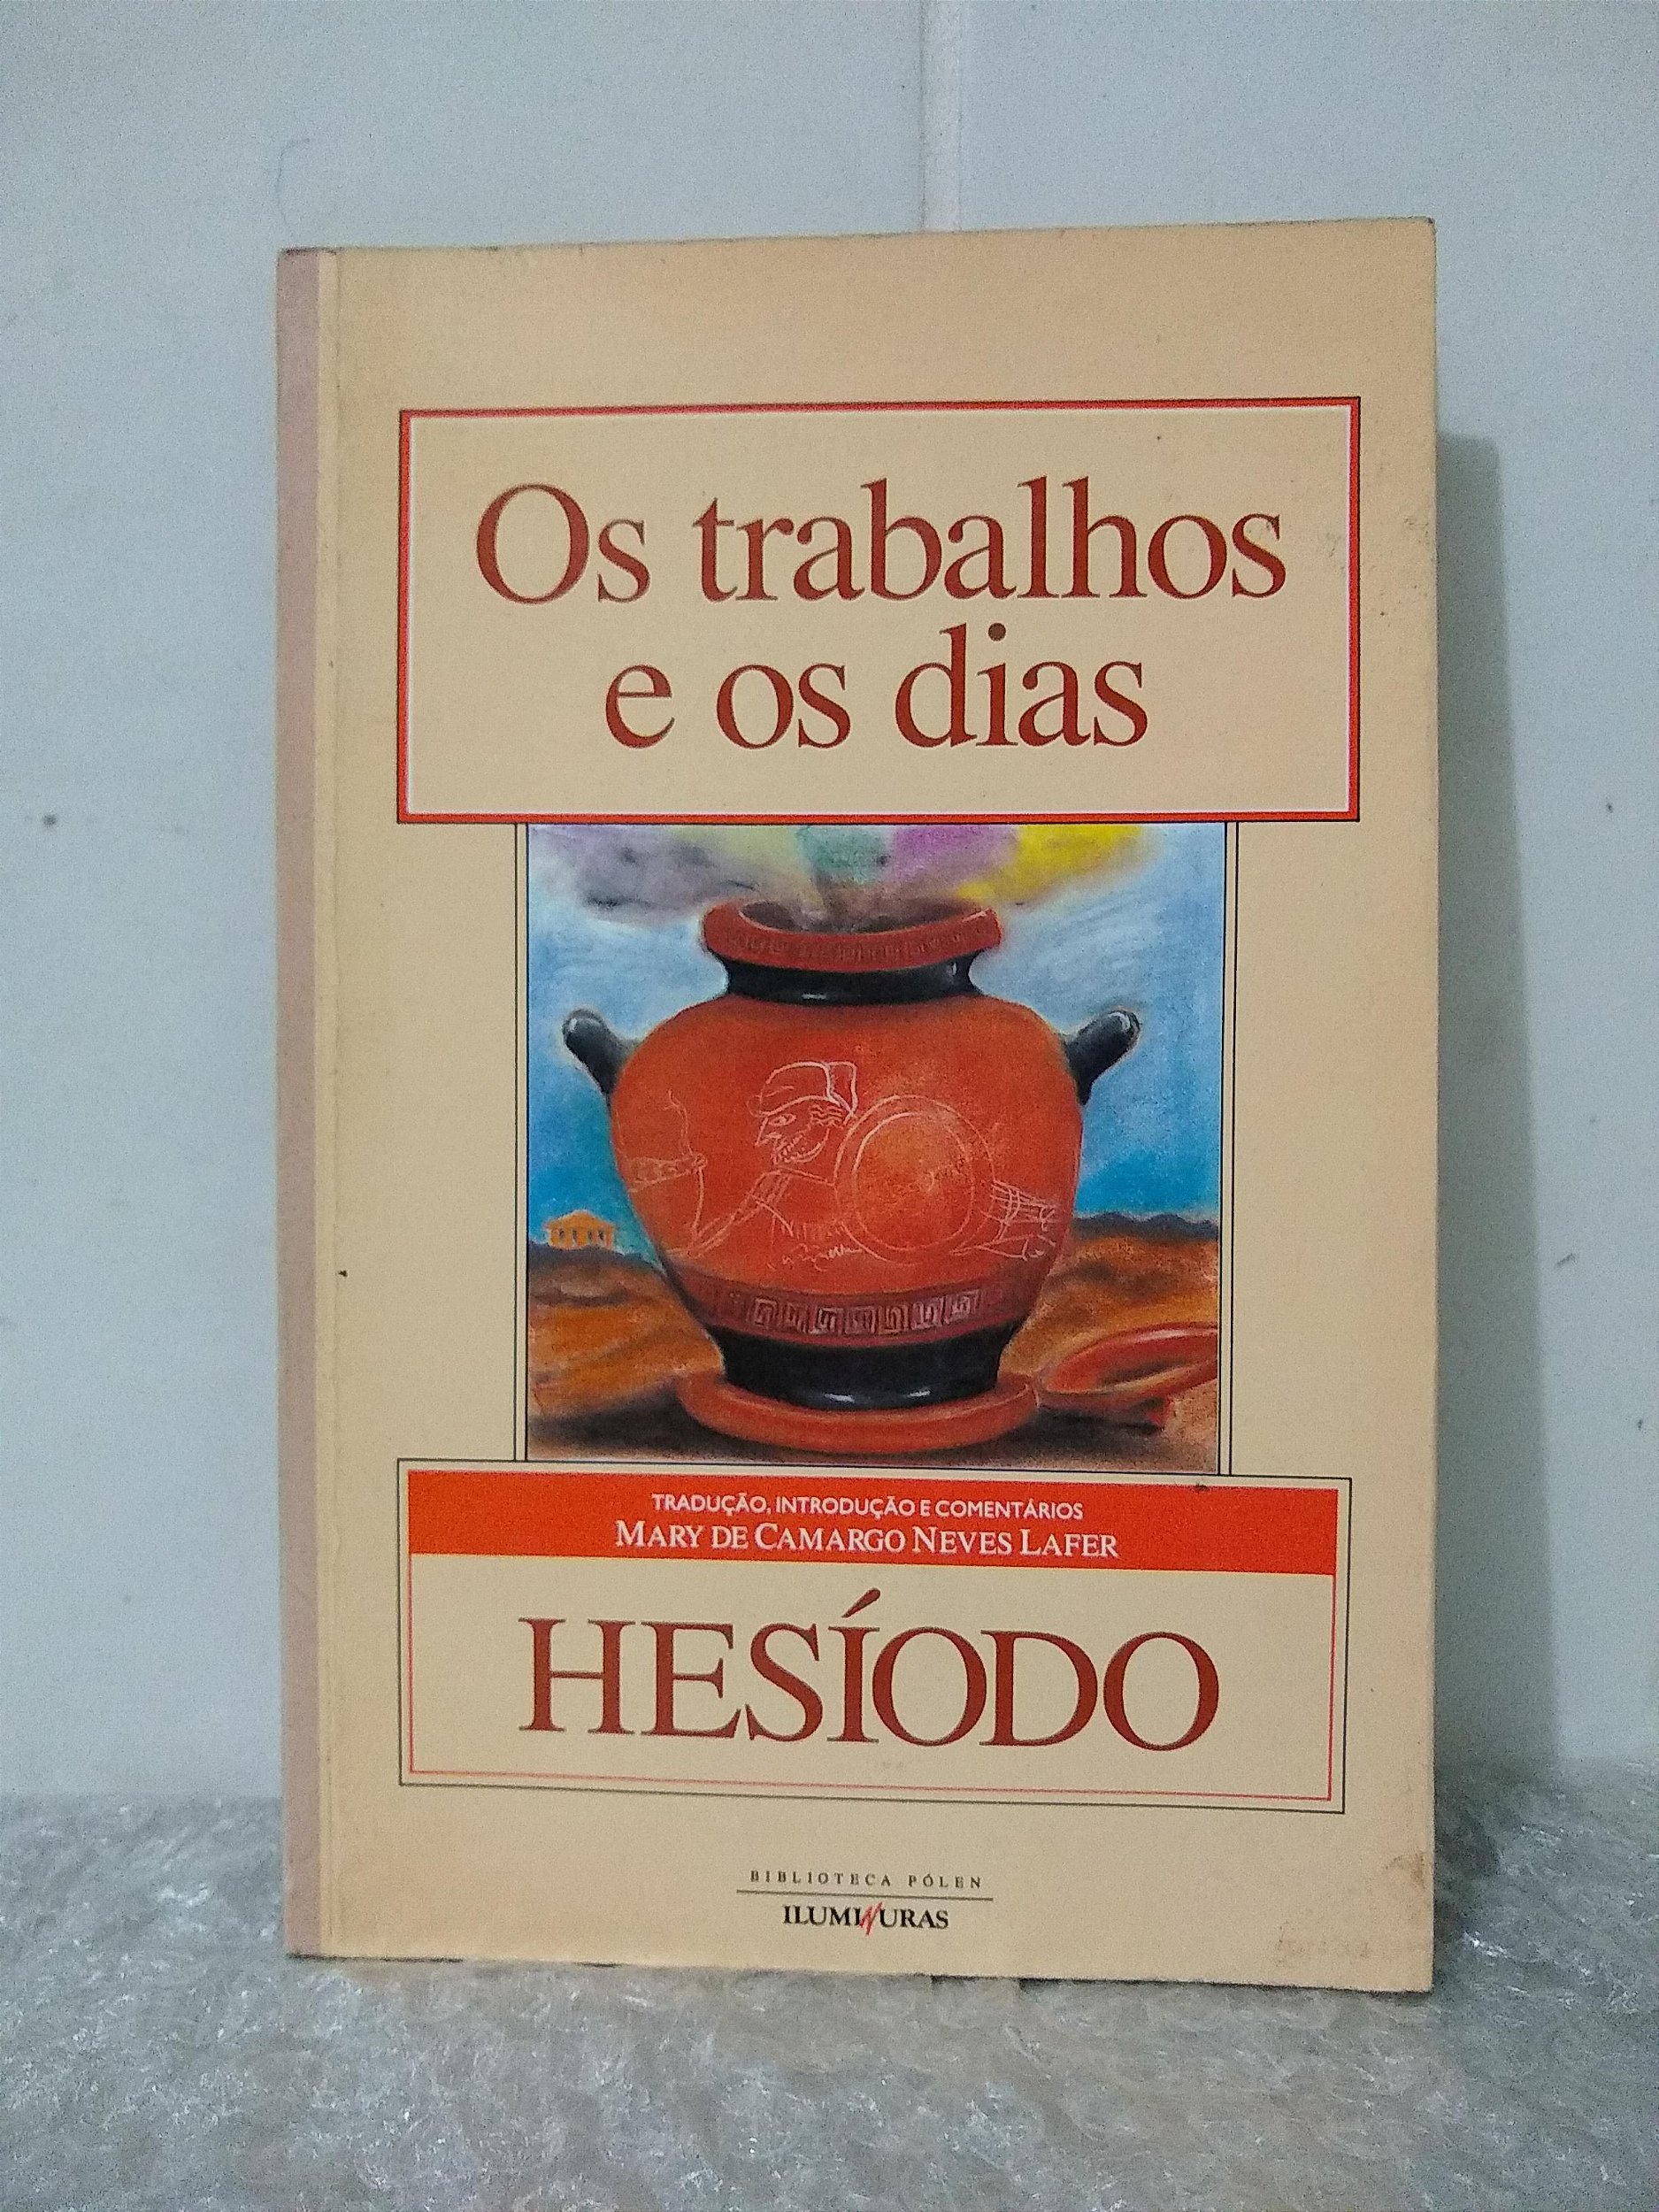 Os trabalhos
e os dias
TRADUÇÃO, INTRODUÇÃO E COMENTÁRIOS
MARY DE CAMARGO NEVES LAFER
HESÍODO
BIBLIOTECA PÓLEN
ILUMINURAS